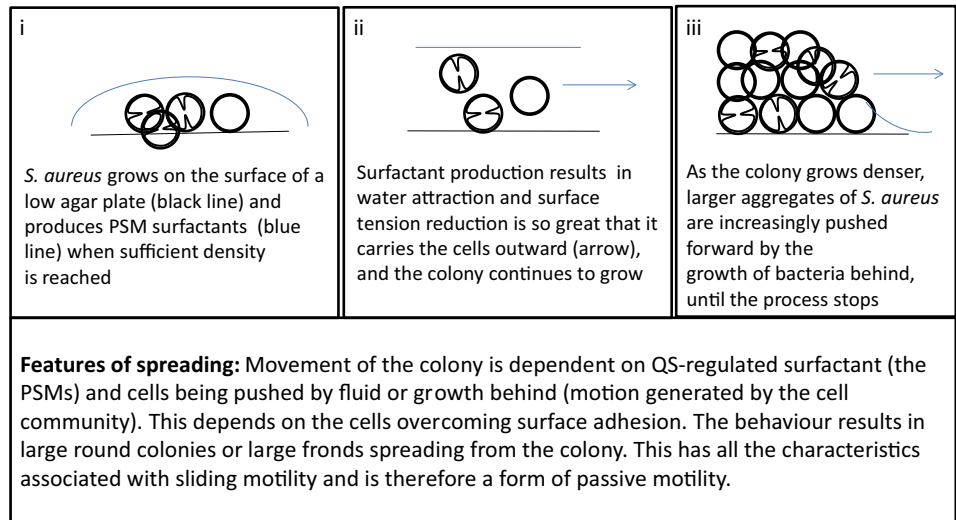 i
S. aureus grows on the surface of a
low agar plate (black line) and
produces PSM surfactants (blue
line) when sufficient density
is reached
ii
Surfactant production results in
water attraction and surface
tension reduction is so great that it
carries the cells outward (arrow),
and the colony continues to grow
iii
As the colony grows denser,
larger aggregates of S. aureus
are increasingly pushed
forward by the
growth of bacteria behind,
until the process stops
Features of spreading: Movement of the colony is dependent on QS-regulated surfactant (the
PSMs) and cells being pushed by fluid or growth behind (motion generated by the cell
community). This depends on the cells overcoming surface adhesion. The behaviour results in
large round colonies or large fronds spreading from the colony. This has all the characteristics
associated with sliding motility and is therefore a form of passive motility.